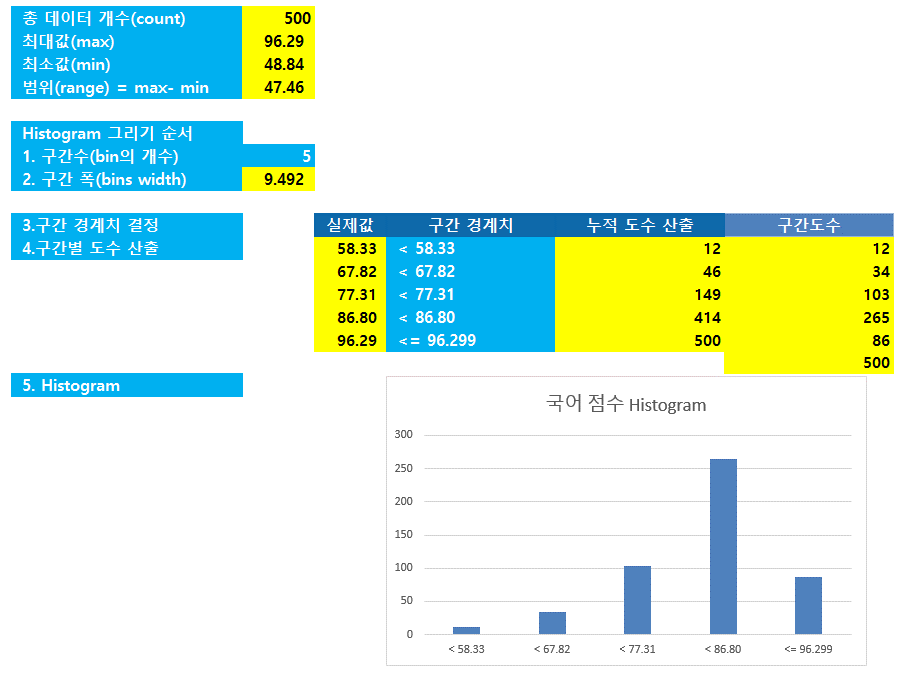 총 데이터 개수(count) 500
최대값(max) 96.29
최소값(min) 48.84
범위(range) = max- min 47.46
Histogram 그리기 순서
1. 구간수(bin의 개수) 5
2. 구간 폭(bins width) 9.492
3.구간 경계치 결정 실제값 구간 경계치 누적 도수 산출 구간도수
4.구간별 도수 산출 58.33 < 58.33 12 12
67.82 < 67.82 46 34
77.31 < 77.31 149 103
86.80 < 86.80 414 265
96.29 <= 96.299 500 86
500
5. Histogram
국어 점수 Histogram
300
250
200
150
100
50
0
< 58.33 < 67.82 < 77.31 < 86.80 <= 96.299